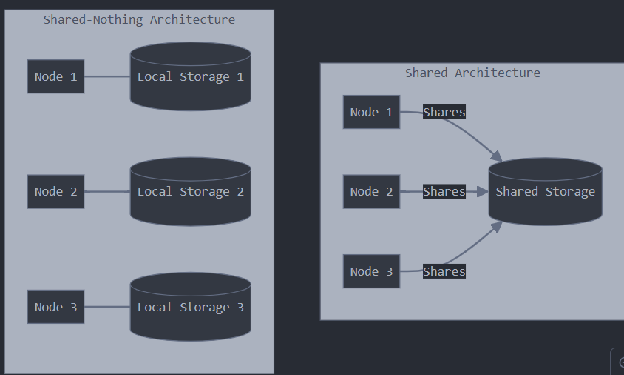 Shared-Nothing Architecture
Node 1
Local Storage 1
Node 2
Local Storage 2
Node 3
Local Storage 3
Shared Architecture
Node 1
Shares
Node 2
Shares
Shared Storage
Node 3
Shares